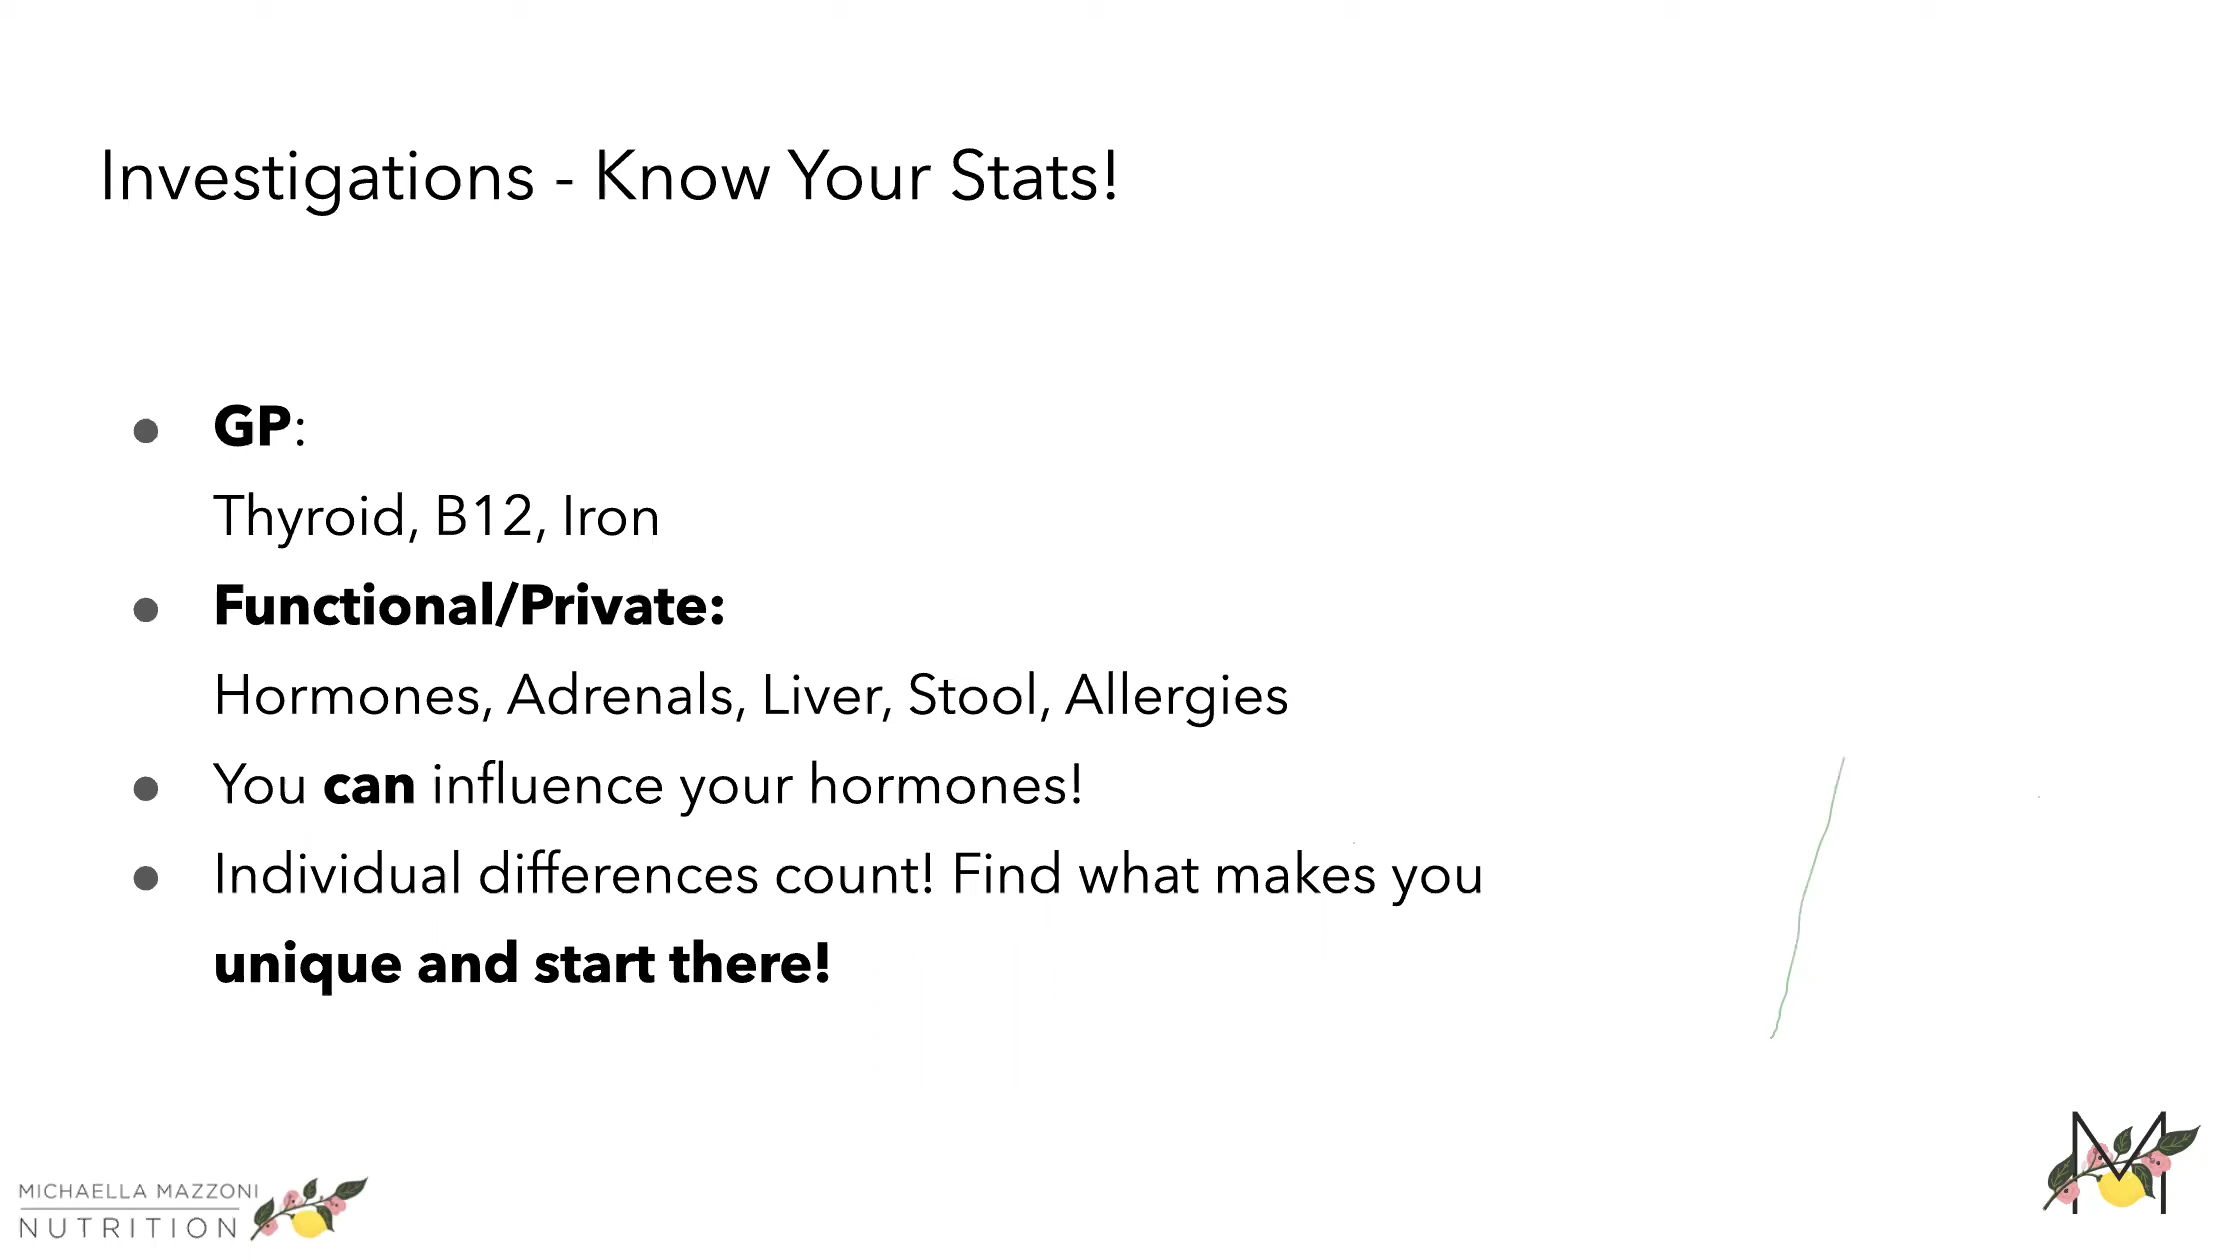 Investigations - Know Your Stats!
● GP:
Thyroid, B12, Iron
● Functional/Private:
Hormones, Adrenals, Liver, Stool, Allergies
● You can influence your hormones!
● Individual differences count! Find what makes you
unique and start there!
MICHAELLA MAZZONI
NUTRITION
M